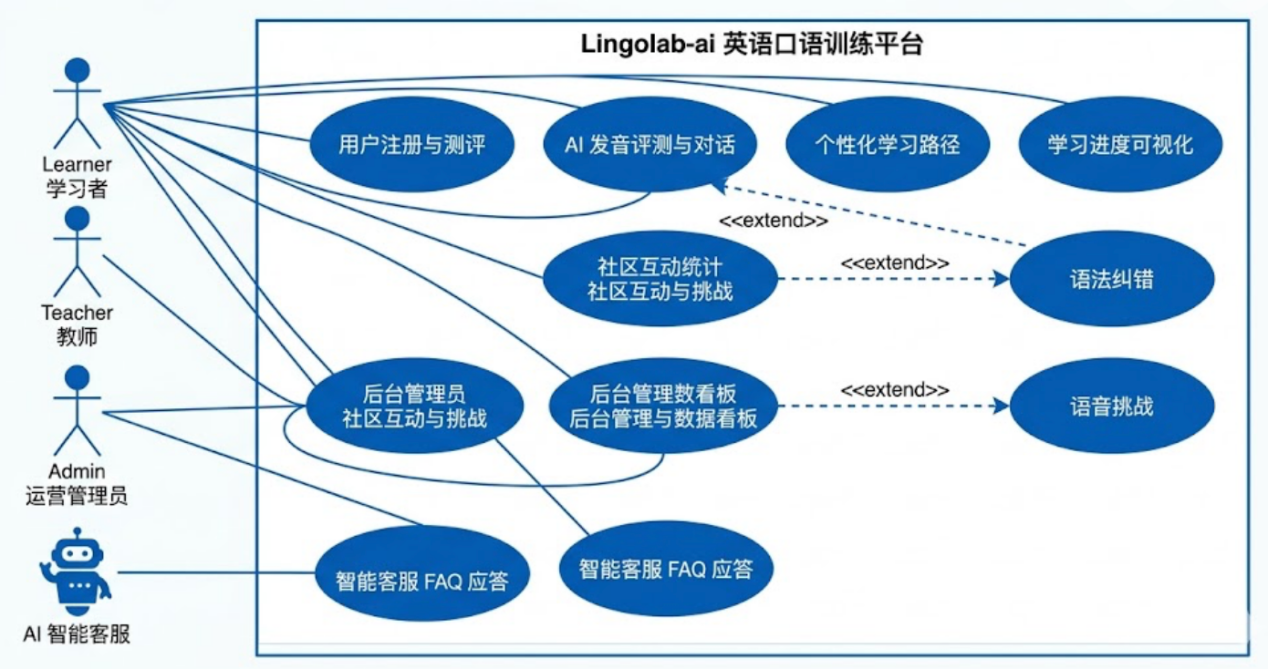 Lingolab-ai 英语口语训练平台
Learner
学习者
Teacher
教师
Admin
运营管理员
AI 智能客服
用户注册与测评
AI 发音评测与对话
个性化学习路径
学习进度可视化
<<extend>>
社区互动统计
社区互动与挑战
<<extend>>
语法纠错
后台管理员
社区互动与挑战
后台管理数看板
后台管理与数据看板
<<extend>>
语音挑战
智能客服 FAQ 应答
智能客服 FAQ 应答